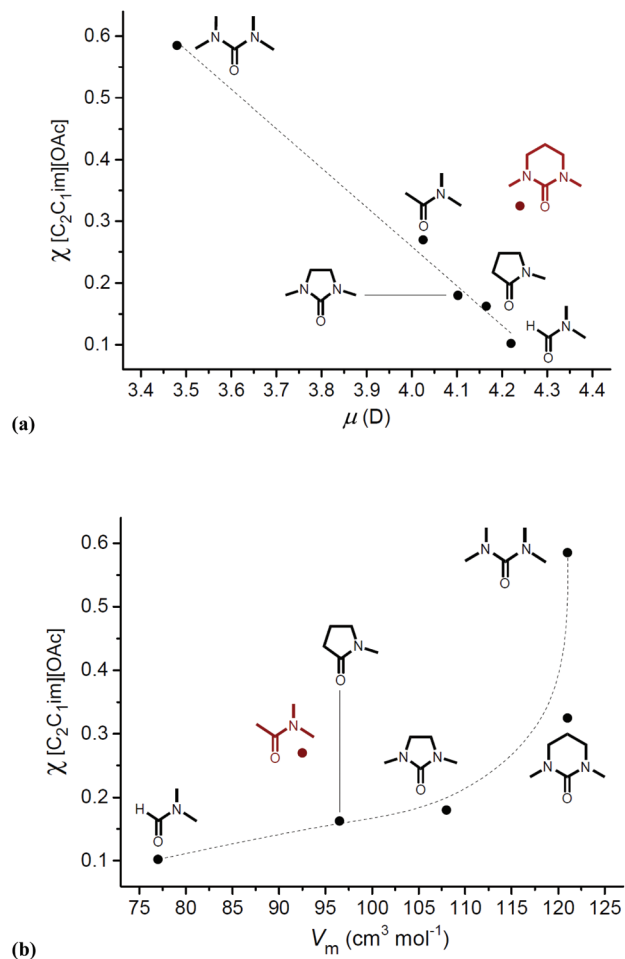 0.6
0.5
0.4
0.3
0.2
0.1
χ [C₂C₁im][OAc]
N N
O
N
O
N N
O
N N
O
N
O
H N
O
3.4 3.5 3.6 3.7 3.8 3.9 4.0 4.1 4.2 4.3 4.4
μ (D)
(a)
0.6
0.5
0.4
0.3
0.2
0.1
χ [C₂C₁im][OAc]
N N
O
N
O
N
O
N N
O
N N
O
H N
O
75 80 85 90 95 100 105 110 115 120 125
Vₘ (cm³ mol⁻¹)
(b)